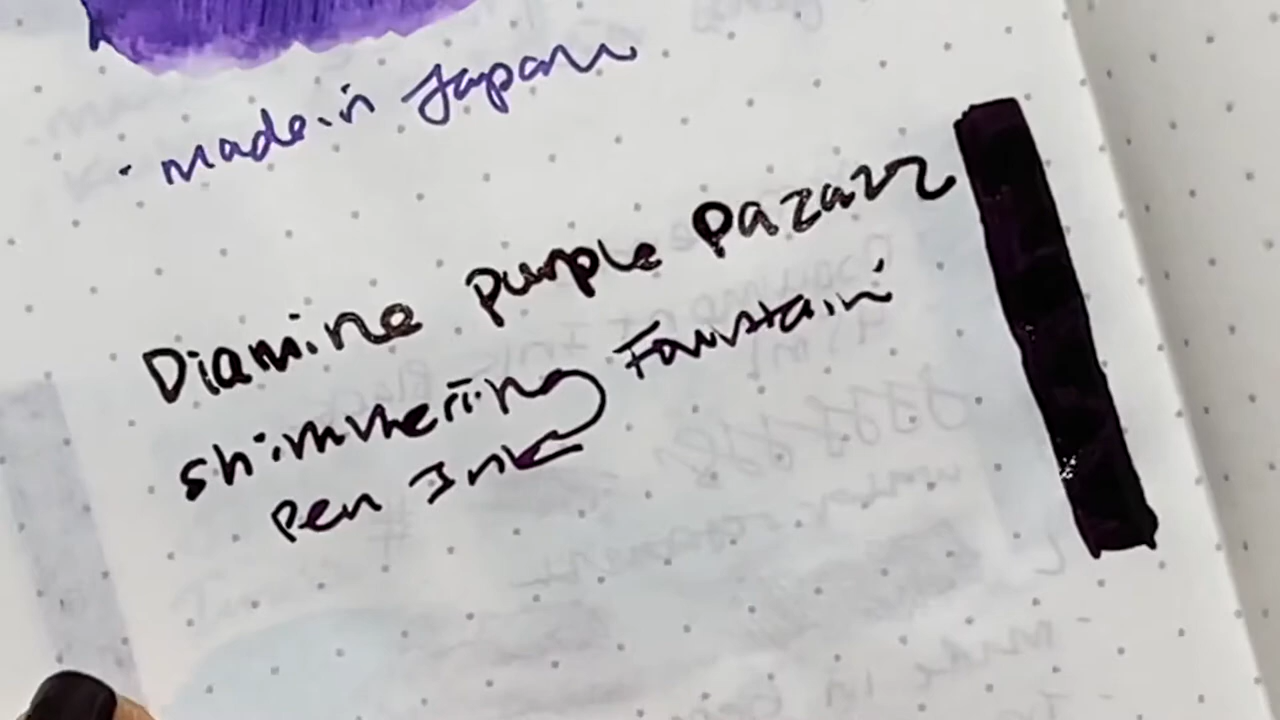 · made in Japan
Diamine purple Pazazz
shimmering Fountain
Pen Ink